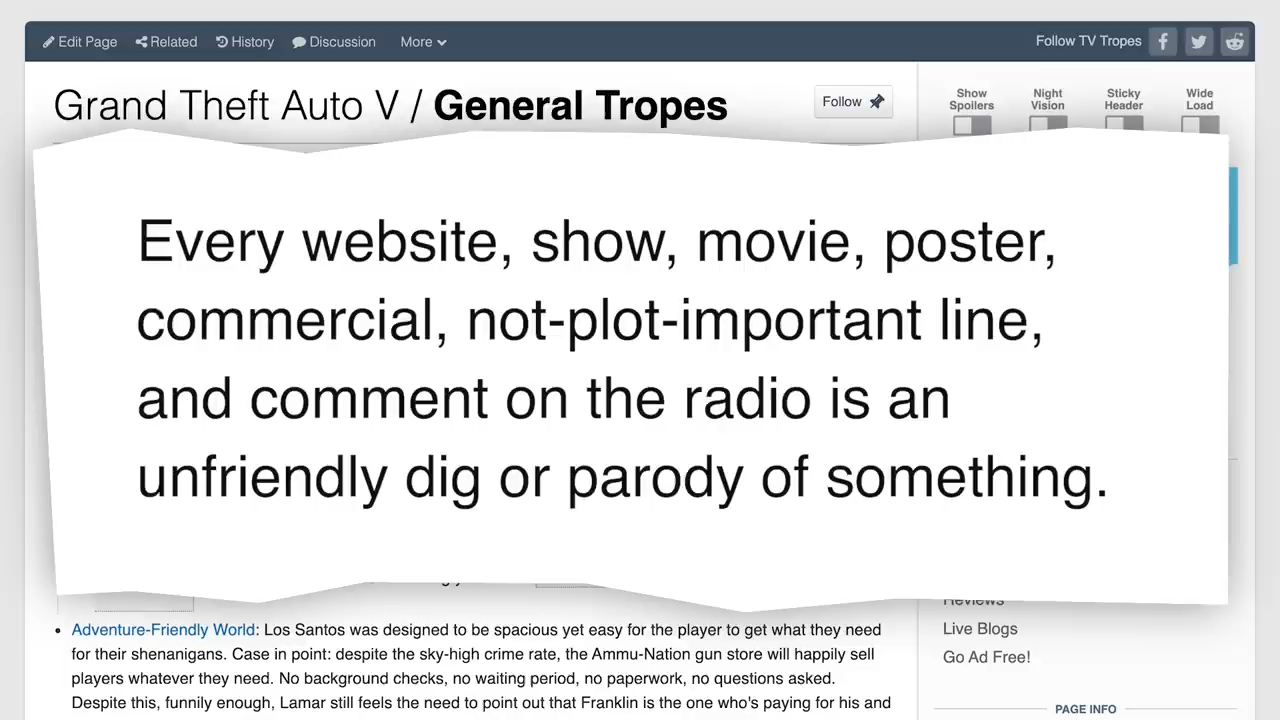 Edit Page Related History Discussion More Follow TV Tropes
Grand Theft Auto V / General Tropes
Follow
Show Spoilers
Night Vision
Sticky Header
Wide Load
Every website, show, movie, poster,
commercial, not-plot-important line,
and comment on the radio is an
unfriendly dig or parody of something.
Adventure-Friendly World: Los Santos was designed to be spacious yet easy for the player to get what they need
for their shenanigans. Case in point: despite the sky-high crime rate, the Ammu-Nation gun store will happily sell
players whatever they need. No background checks, no waiting period, no paperwork, no questions asked.
Despite this, funnily enough, Lamar still feels the need to point out that Franklin is the one who's paying for his and
Reviews
Live Blogs
Go Ad Free!
PAGE INFO